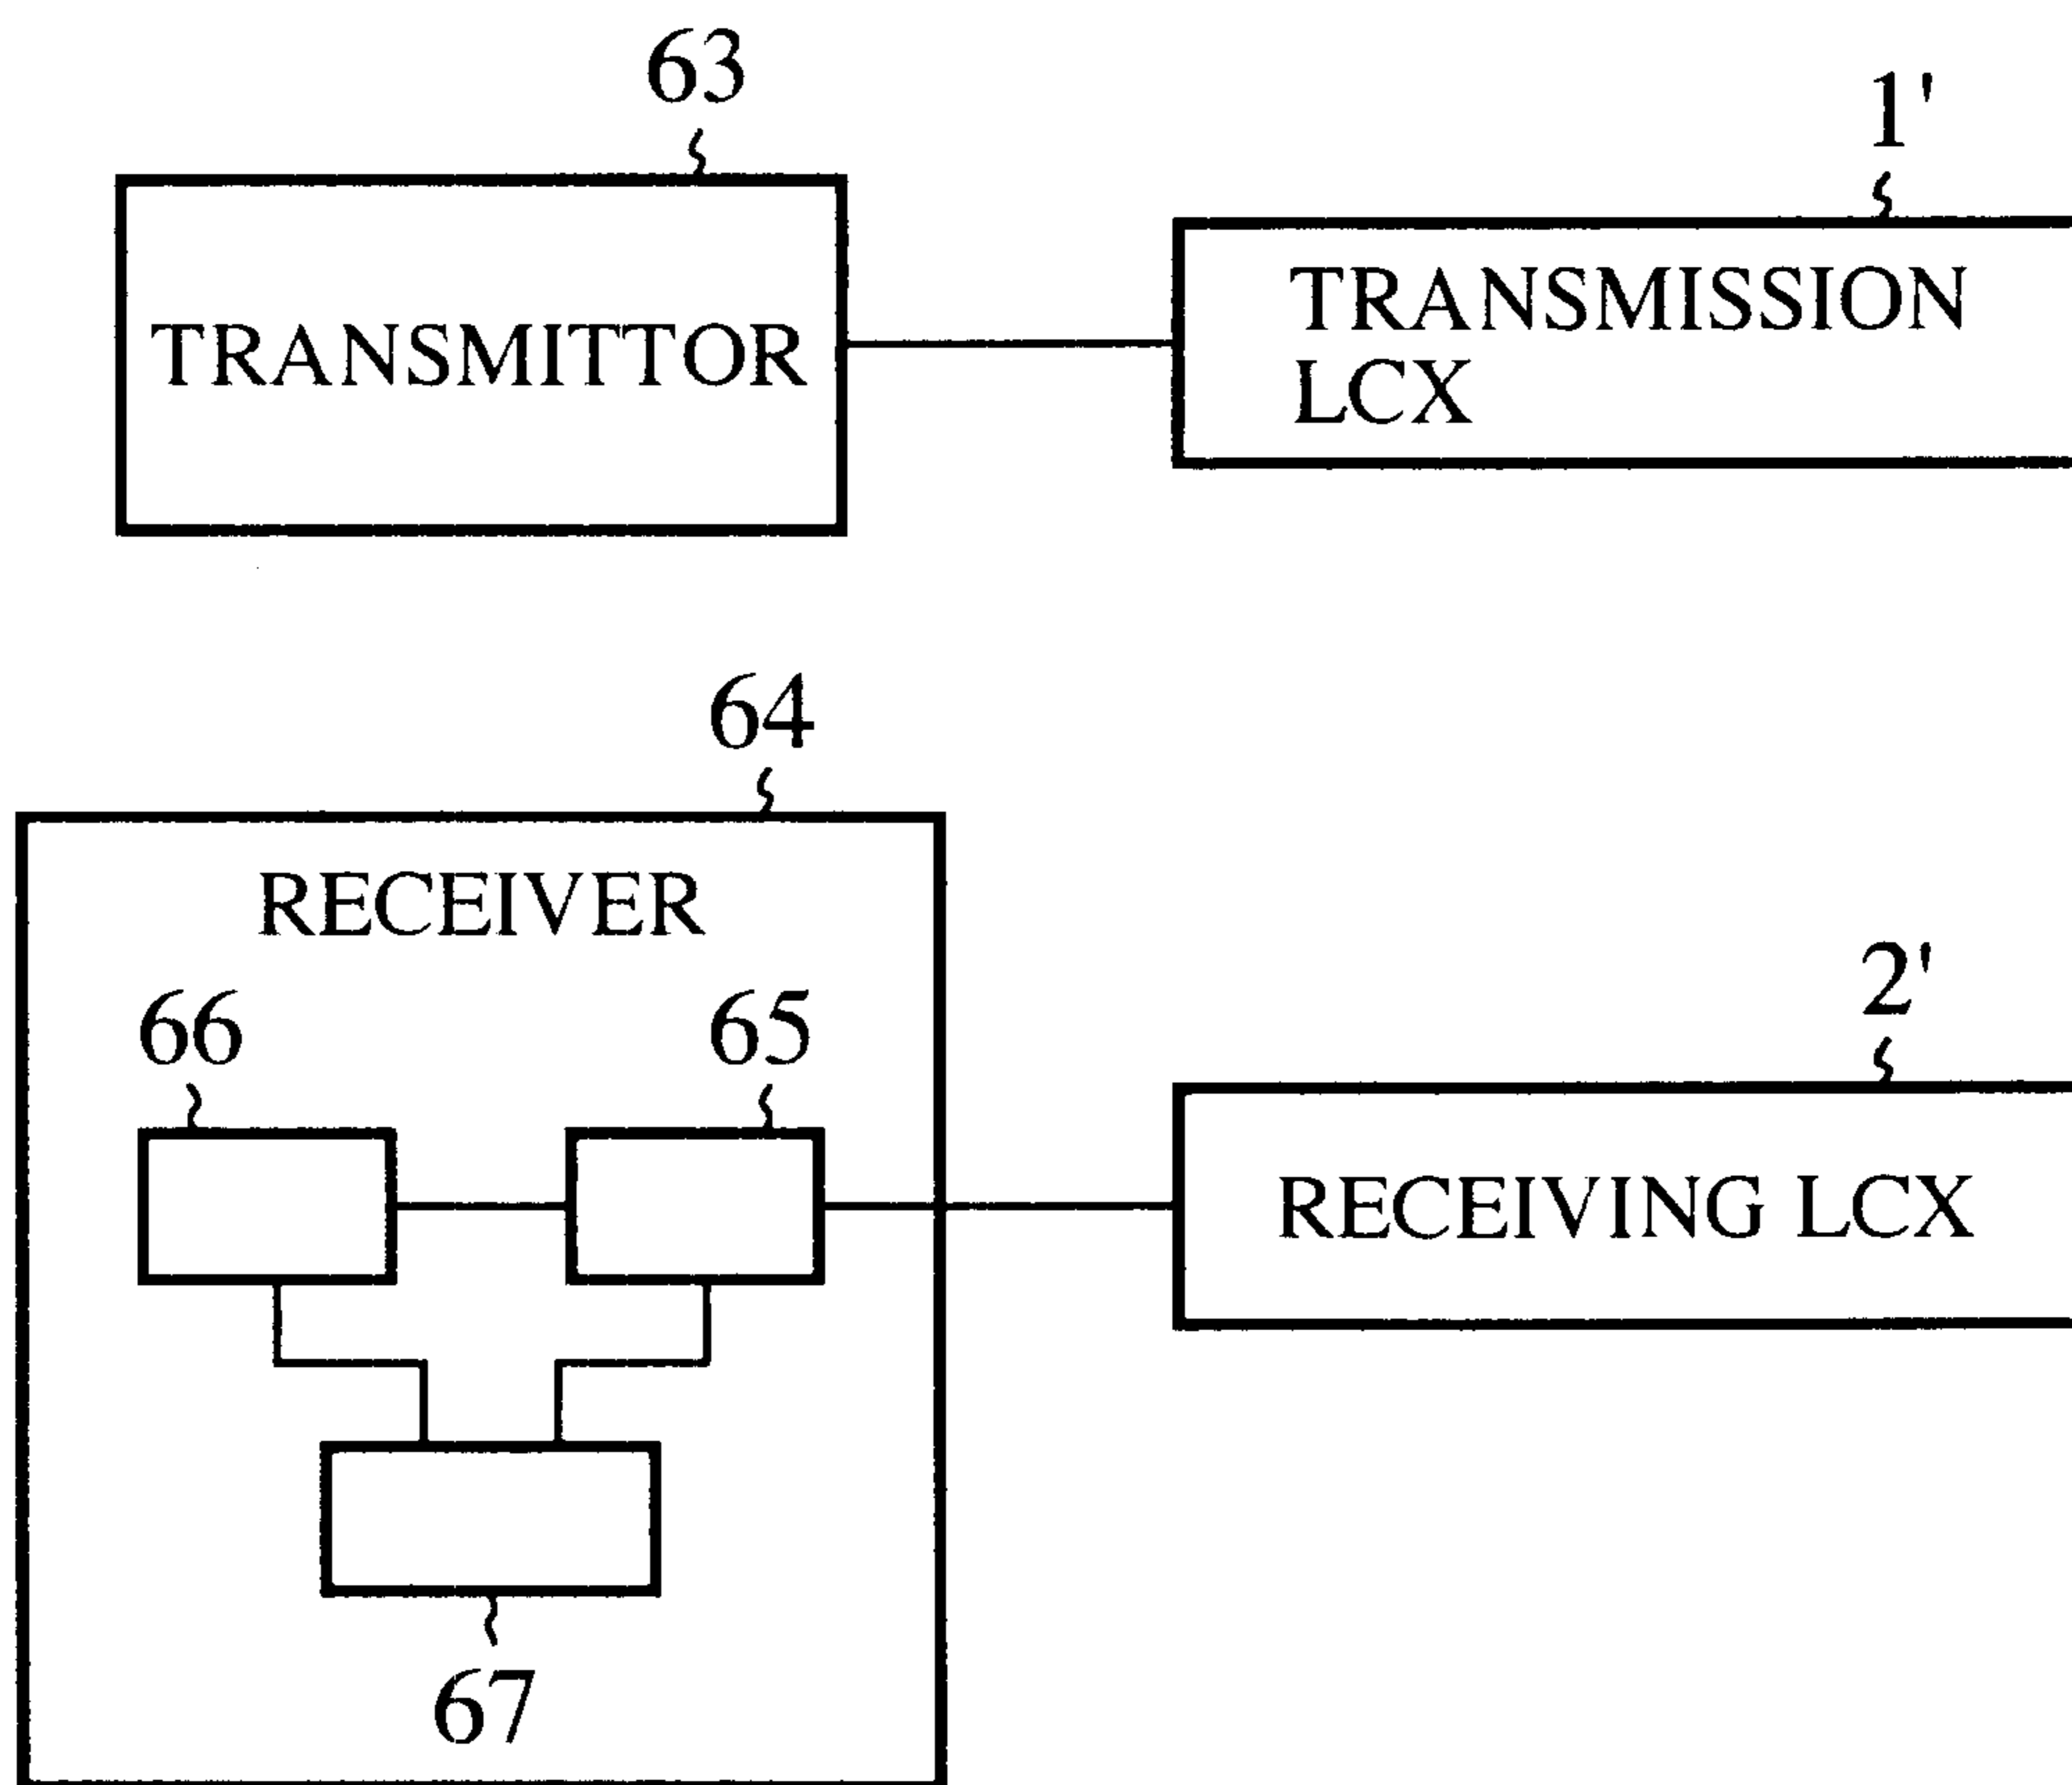 63
1'
TRANSMITTOR
TRANSMISSION
LCX
64
RECEIVER
66
65
2'
RECEIVING LCX
67